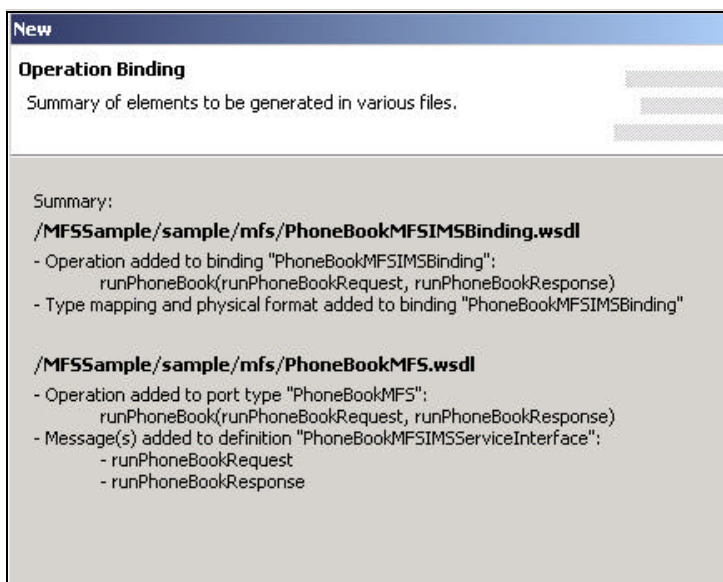 New
Operation Binding
Summary of elements to be generated in various files.
Summary:
/MFSSample/sample/mfs/PhoneBookMFSIMSBinding.wsdl
- Operation added to binding "PhoneBookMFSIMSBinding":
runPhoneBook(runPhoneBookRequest, runPhoneBookResponse)
- Type mapping and physical format added to binding "PhoneBookMFSIMSBinding"
/MFSSample/sample/mfs/PhoneBookMFS.wsdl
- Operation added to port type "PhoneBookMFS":
runPhoneBook(runPhoneBookRequest, runPhoneBookResponse)
- Message(s) added to definition "PhoneBookMFSIMSServiceInterface":
- runPhoneBookRequest
- runPhoneBookResponse